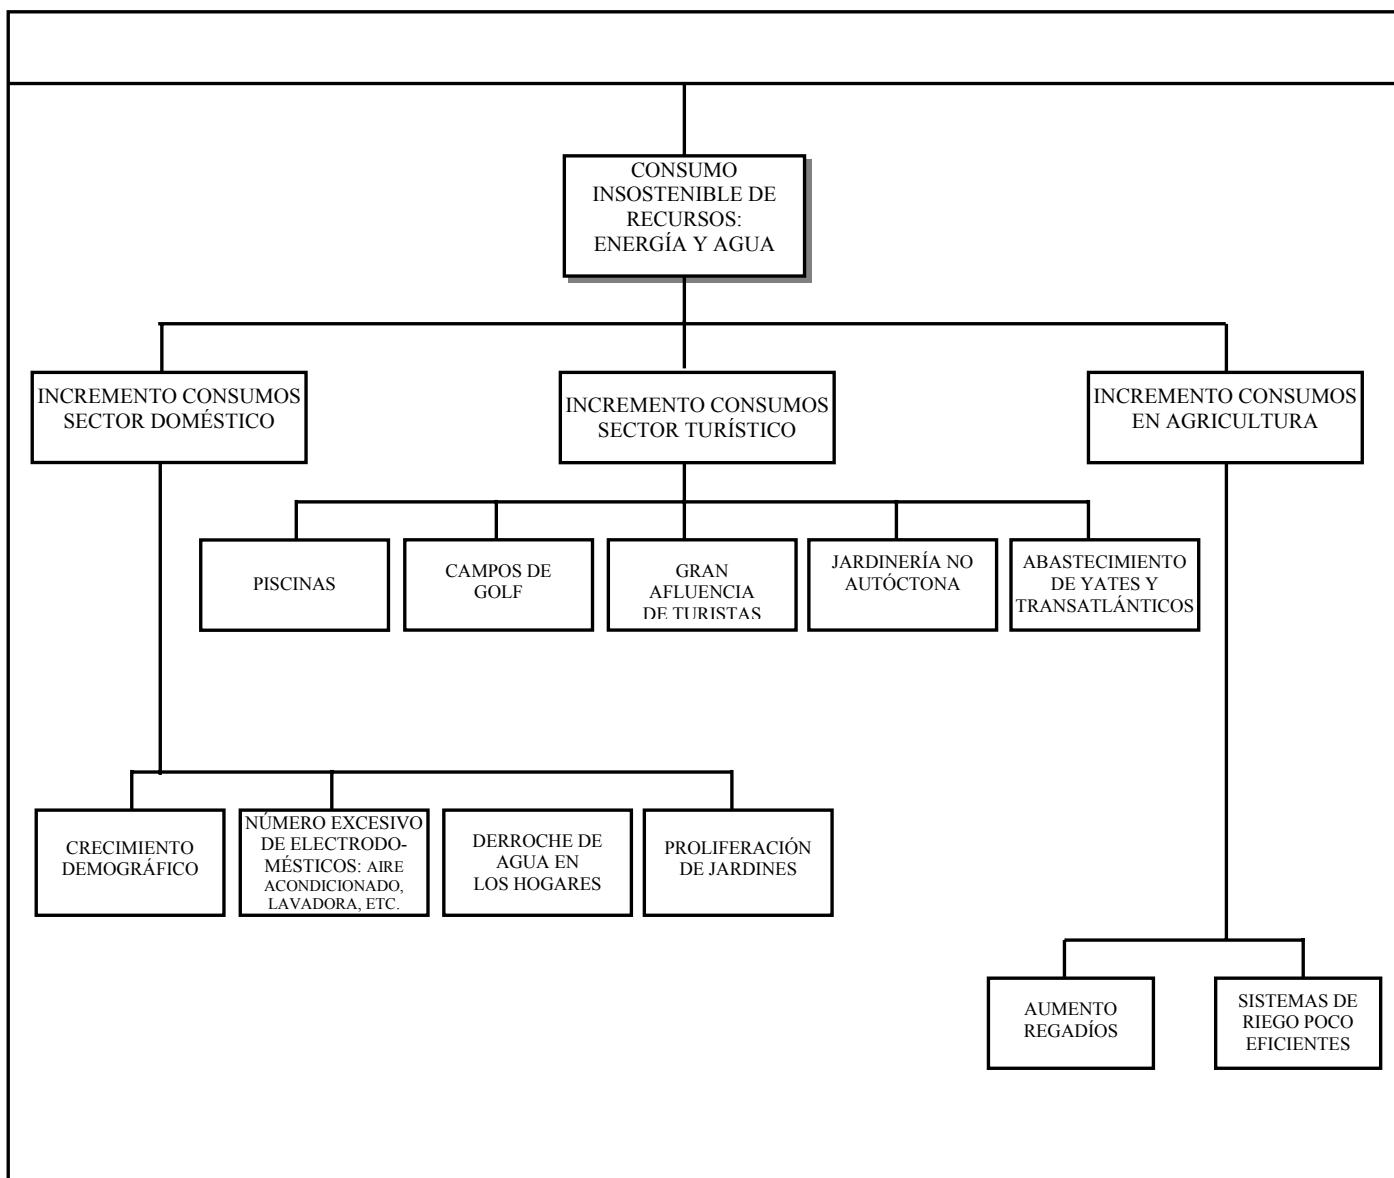 CONSUMO
INSOSTENIBLE DE
RECURSOS:
ENERGÍA Y AGUA
INCREMENTO CONSUMOS
SECTOR DOMÉSTICO
INCREMENTO CONSUMOS
SECTOR TURÍSTICO
INCREMENTO CONSUMOS
EN AGRICULTURA
PISCINAS
CAMPOS DE
GOLF
GRAN
AFLUENCIA
DE TURISTAS
JARDINERÍA NO
AUTÓCTONA
ABASTECIMIENTO
DE YATES Y
TRANSATLÁNTICOS
CRECIMIENTO
DEMOGRÁFICO
NÚMERO EXCESIVO
DE ELECTRODO-
MÉSTICOS: AIRE
ACONDICIONADO,
LAVADORA, ETC.
DERROCHE DE
AGUA EN
LOS HOGARES
PROLIFERACIÓN
DE JARDINES
AUMENTO
REGADÍOS
SISTEMAS DE
RIEGO POCO
EFICIENTES